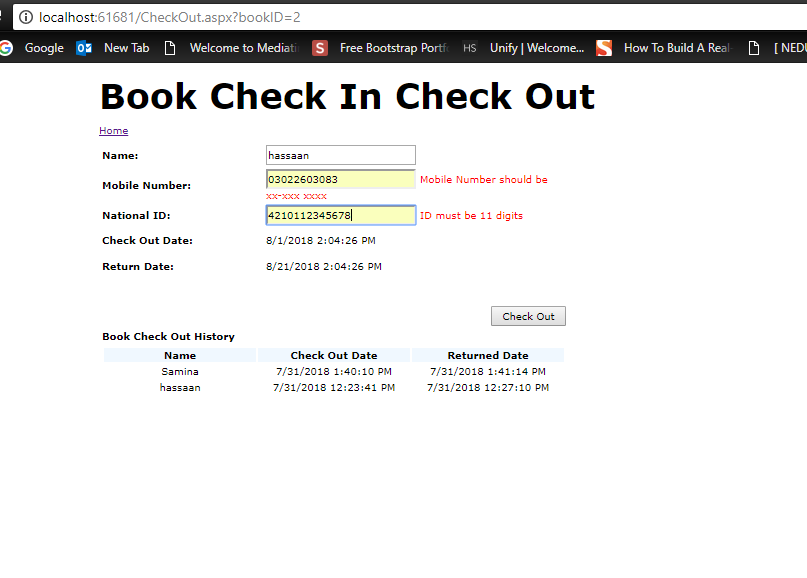 localhost:61681/CheckOut.aspx?bookID=2
Google New Tab Welcome to Mediati Free Bootstrap Portf HS Unify | Welcome... S How To Build A Real- [ NEDU
Book Check In Check Out
Home
Name: hassaan
Mobile Number: 03022603083 Mobile Number should be
xx-xxx xxxx
National ID: 4210112345678 ID must be 11 digits
Check Out Date: 8/1/2018 2:04:26 PM
Return Date: 8/21/2018 2:04:26 PM
Check Out
Book Check Out History
Name Check Out Date Returned Date
Samina 7/31/2018 1:40:10 PM 7/31/2018 1:41:14 PM
hassaan 7/31/2018 12:23:41 PM 7/31/2018 12:27:10 PM